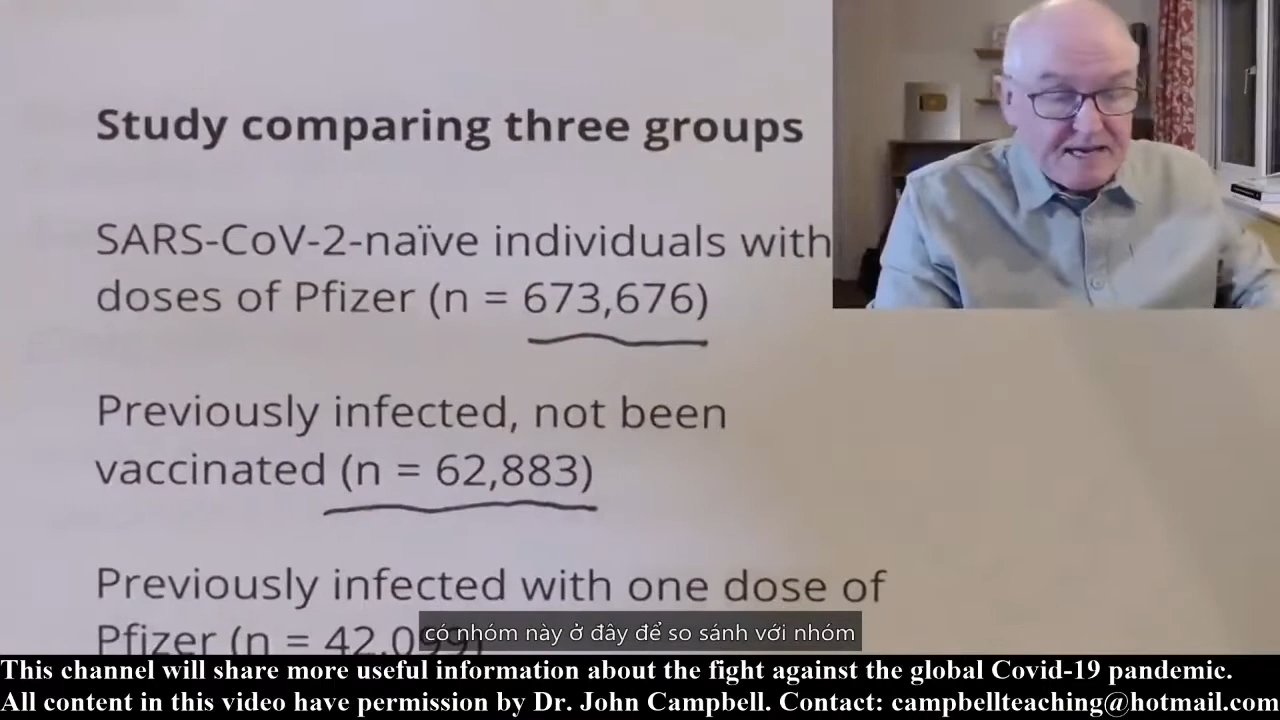 Study comparing three groups
SARS-CoV-2-naïve individuals with
doses of Pfizer (n = 673,676)
Previously infected, not been
vaccinated (n = 62,883)
Previously infected with one dose of
Pfizer (n = 42,099)
có nhóm này ở đây để so sánh với nhóm
This channel will share more useful information about the fight against the global Covid-19 pandemic.
All content in this video have permission by Dr. John Campbell. Contact: campbellteaching@hotmail.com